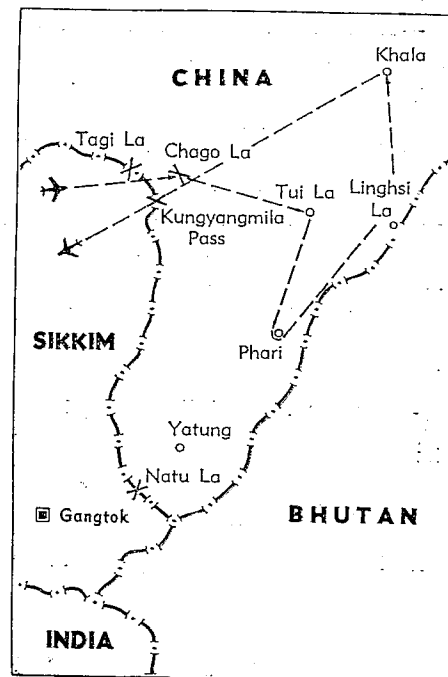 Khala
CHINA
Tagi La
Chago La
Tui La
Linghsi
La
Kungyangmila
Pass
SIKKIM
Phari
Yatung
Natu La
Gangtok
BHUTAN
INDIA